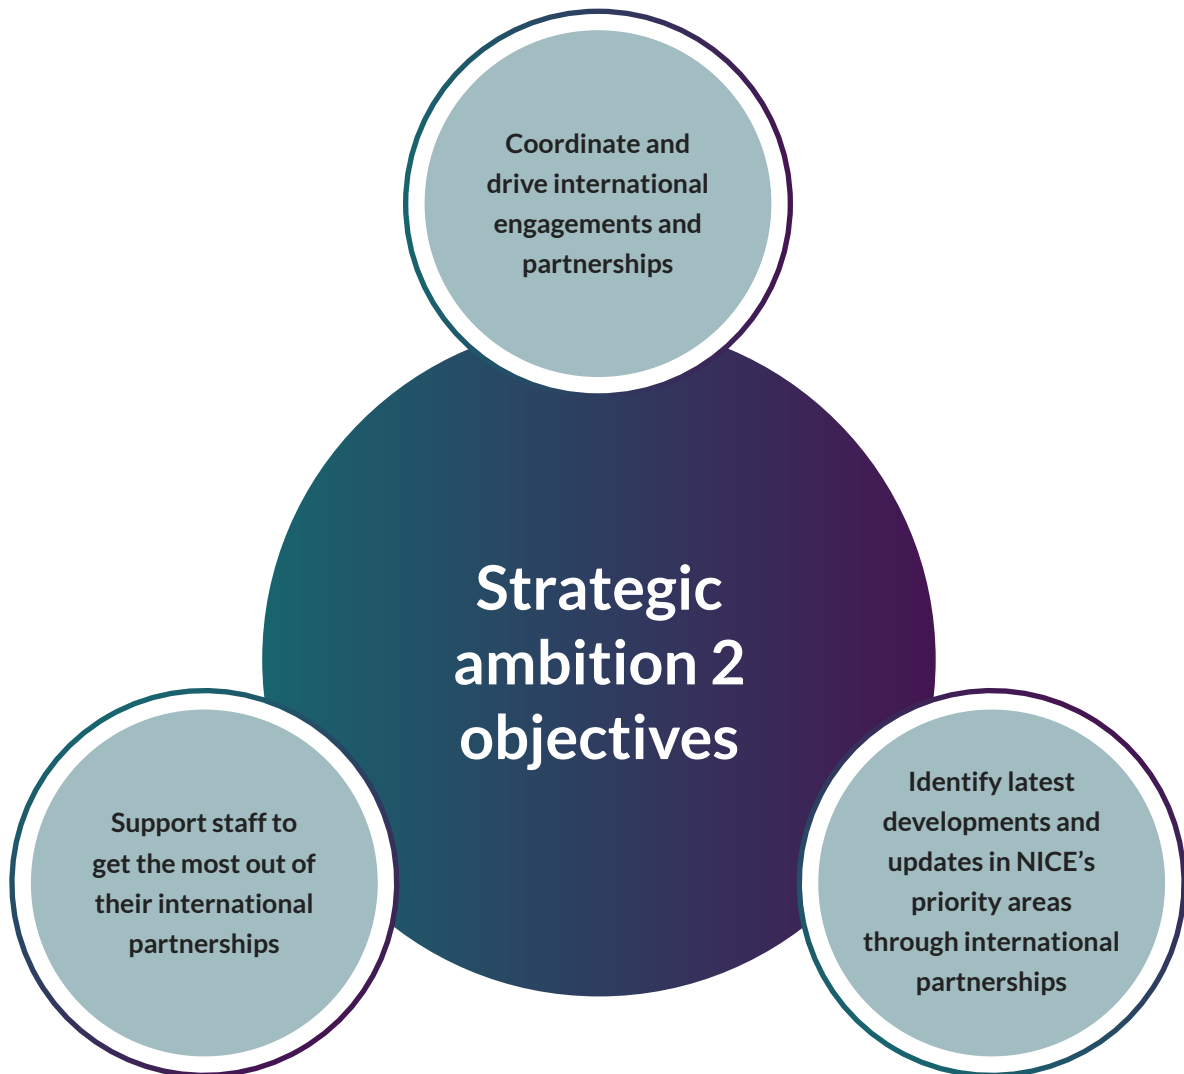 Coordinate and
drive international
engagements and
partnerships
Strategic
ambition 2
objectives
Support staff to
get the most out of
their international
partnerships
Identify latest
developments and
updates in NICE’s
priority areas
through international
partnerships